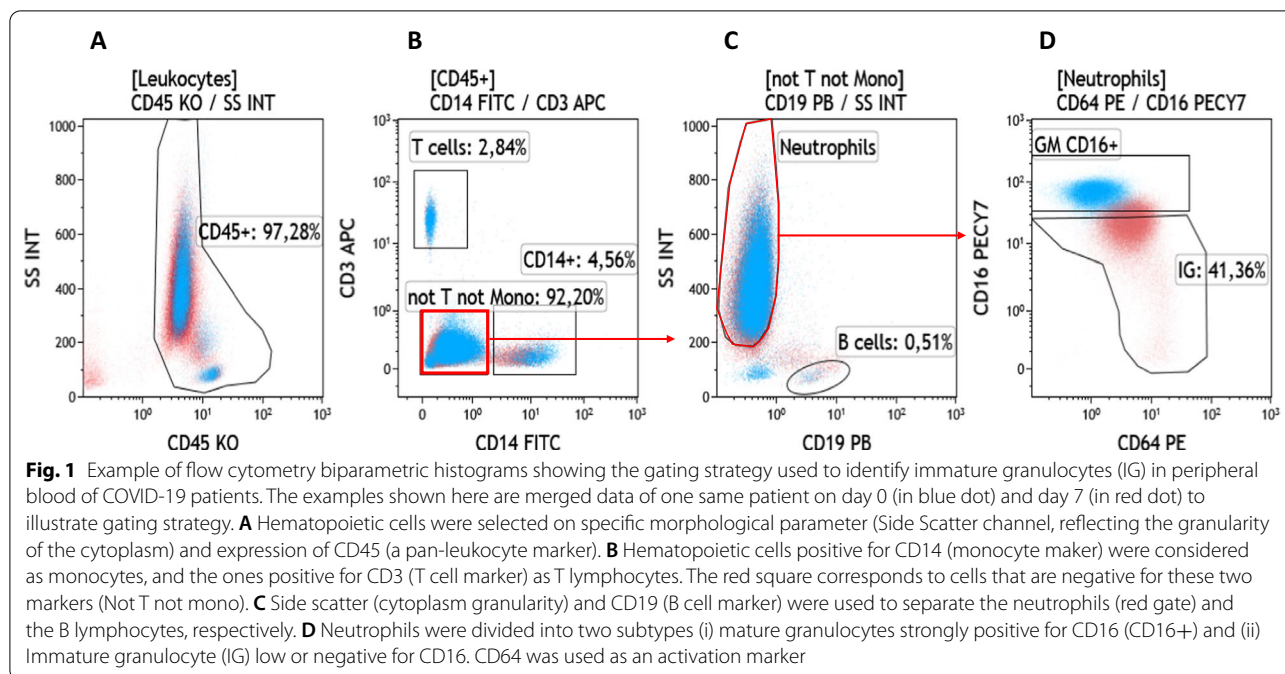 A
B
C
D
[Leukocytes]
CD45 KO / SS INT
[CD45+]
CD14 FITC / CD3 APC
[not T not Mono]
CD19 PB / SS INT
[Neutrophils]
CD64 PE / CD16 PECY7
SS INT
1000
800
600
400
200
0
CD45+: 97,28%
10⁰
10¹
10²
10³
CD45 KO
CD3 APC
10³
10²
10¹
10⁰
0
T cells: 2,84%
CD14+: 4,56%
not T not Mono: 92,20%
0
10⁰
10¹
10²
10³
CD14 FITC
SS INT
1000
800
600
400
200
0
Neutrophils
B cells: 0,51%
10⁰
10¹
10²
10³
CD19 PB
CD16 PECY7
10³
10²
10¹
10⁰
0
GM CD16+
IG: 41,36%
10⁰
10¹
10²
10³
CD64 PE
Fig. 1 Example of flow cytometry biparametric histograms showing the gating strategy used to identify immature granulocytes (IG) in peripheral
blood of COVID-19 patients. The examples shown here are merged data of one same patient on day 0 (in blue dot) and day 7 (in red dot) to
illustrate gating strategy. A Hematopoietic cells were selected on specific morphological parameter (Side Scatter channel, reflecting the granularity
of the cytoplasm) and expression of CD45 (a pan-leukocyte marker). B Hematopoietic cells positive for CD14 (monocyte maker) were considered
as monocytes, and the ones positive for CD3 (T cell marker) as T lymphocytes. The red square corresponds to cells that are negative for these two
markers (Not T not mono). C Side scatter (cytoplasm granularity) and CD19 (B cell marker) were used to separate the neutrophils (red gate) and
the B lymphocytes, respectively. D Neutrophils were divided into two subtypes (i) mature granulocytes strongly positive for CD16 (CD16+) and (ii)
Immature granulocyte (IG) low or negative for CD16. CD64 was used as an activation marker